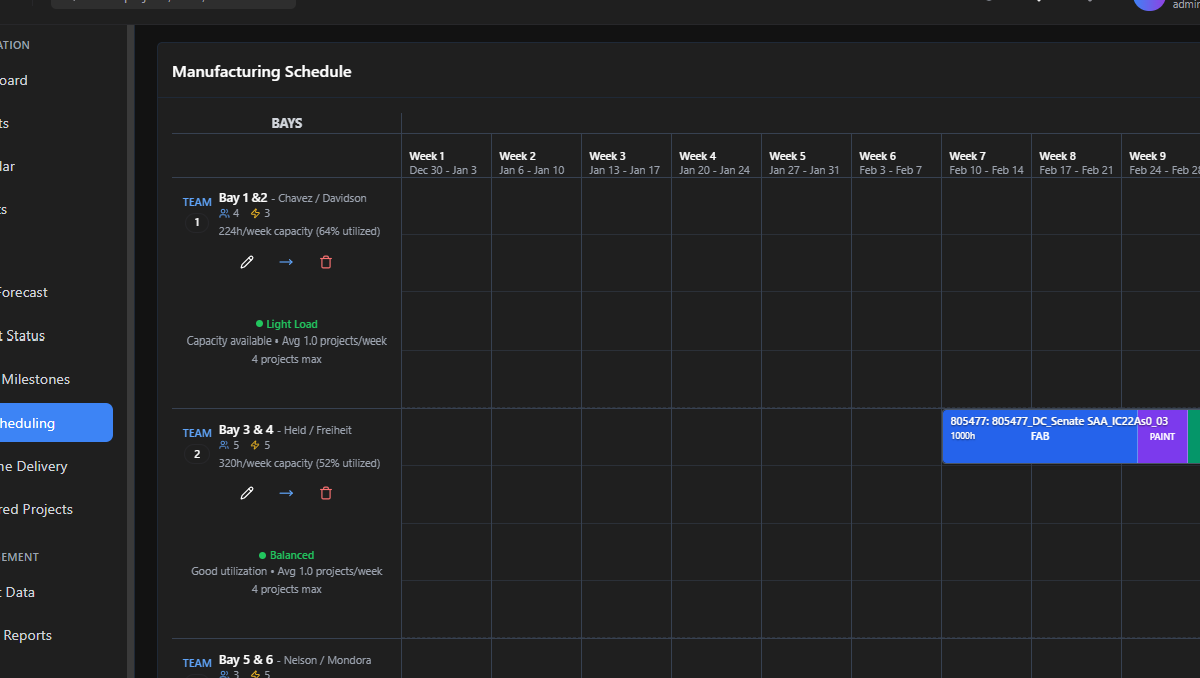 admin
ATION
oard
ts
lar
ts
Forecast
t Status
Milestones
heduling
ne Delivery
red Projects
EMENT
t Data
Reports
Manufacturing Schedule
BAYS
Week 1
Dec 30 - Jan 3
Week 2
Jan 6 - Jan 10
Week 3
Jan 13 - Jan 17
Week 4
Jan 20 - Jan 24
Week 5
Jan 27 - Jan 31
Week 6
Feb 3 - Feb 7
Week 7
Feb 10 - Feb 14
Week 8
Feb 17 - Feb 21
Week 9
Feb 24 - Feb 28
TEAM
1
Bay 1 &2 - Chavez / Davidson
4 3
224h/week capacity (64% utilized)
Light Load
Capacity available • Avg 1.0 projects/week
4 projects max
TEAM
2
Bay 3 & 4 - Held / Freiheit
5 5
320h/week capacity (52% utilized)
Balanced
Good utilization • Avg 1.0 projects/week
4 projects max
805477: 805477_DC_Senate SAA_IC22As0_03
1000h
FAB
PAINT
TEAM
Bay 5 & 6 - Nelson / Mondora
3 5